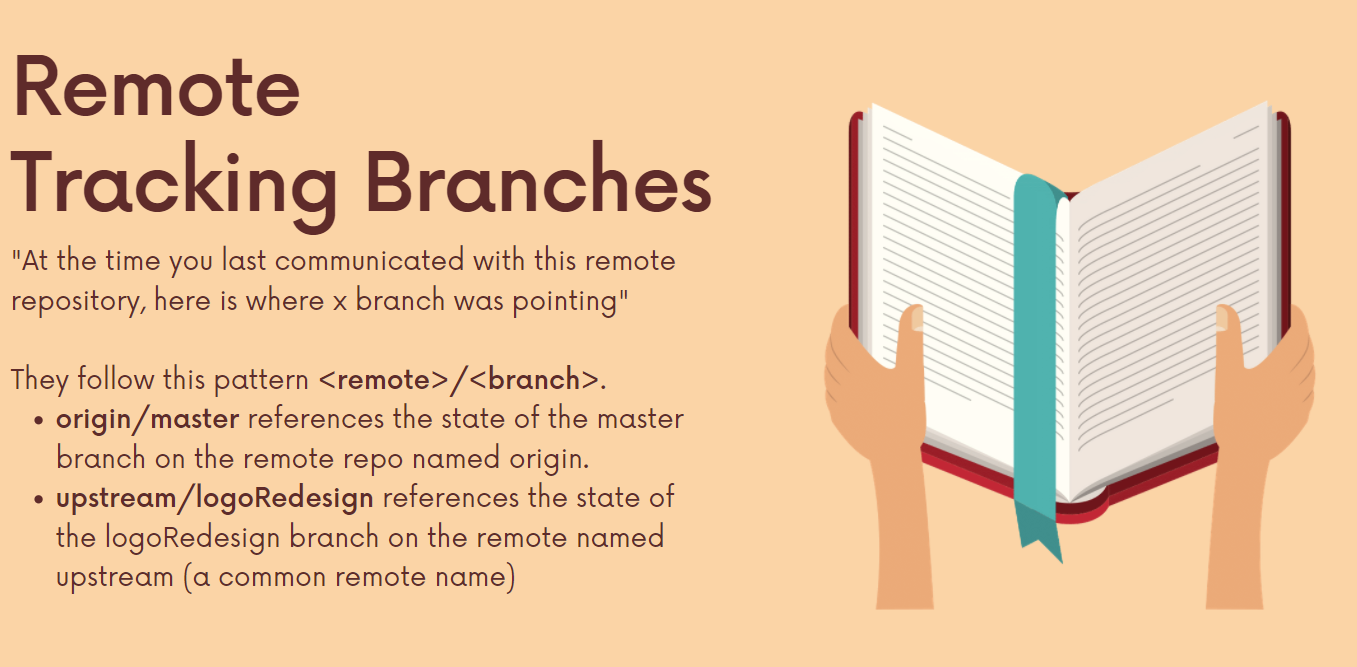 Remote
Tracking Branches
"At the time you last communicated with this remote
repository, here is where x branch was pointing"
They follow this pattern <remote>/<branch>.
• origin/master references the state of the master
branch on the remote repo named origin.
• upstream/logoRedesign references the state of
the logoRedesign branch on the remote named
upstream (a common remote name)